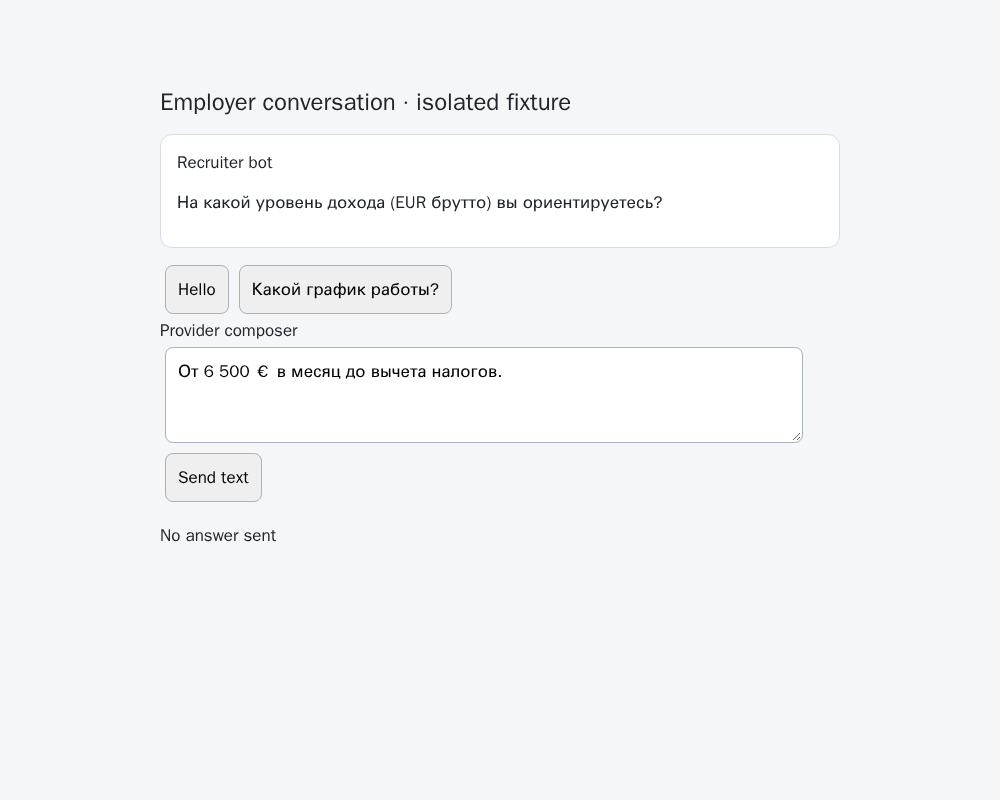 Employer conversation · isolated fixture
Recruiter bot
На какой уровень дохода (EUR брутто) вы ориентируетесь?
Hello
Какой график работы?
Provider composer
От 6 500 € в месяц до вычета налогов.
Send text
No answer sent